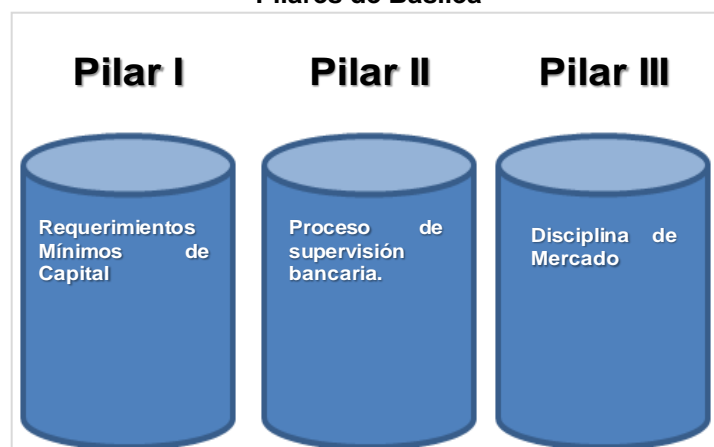 Pilares de Basilea
Pilar I
Pilar II
Pilar III
Requerimientos
Mínimos de
Capital
Proceso de
supervisión
bancaria.
Disciplina de
Mercado